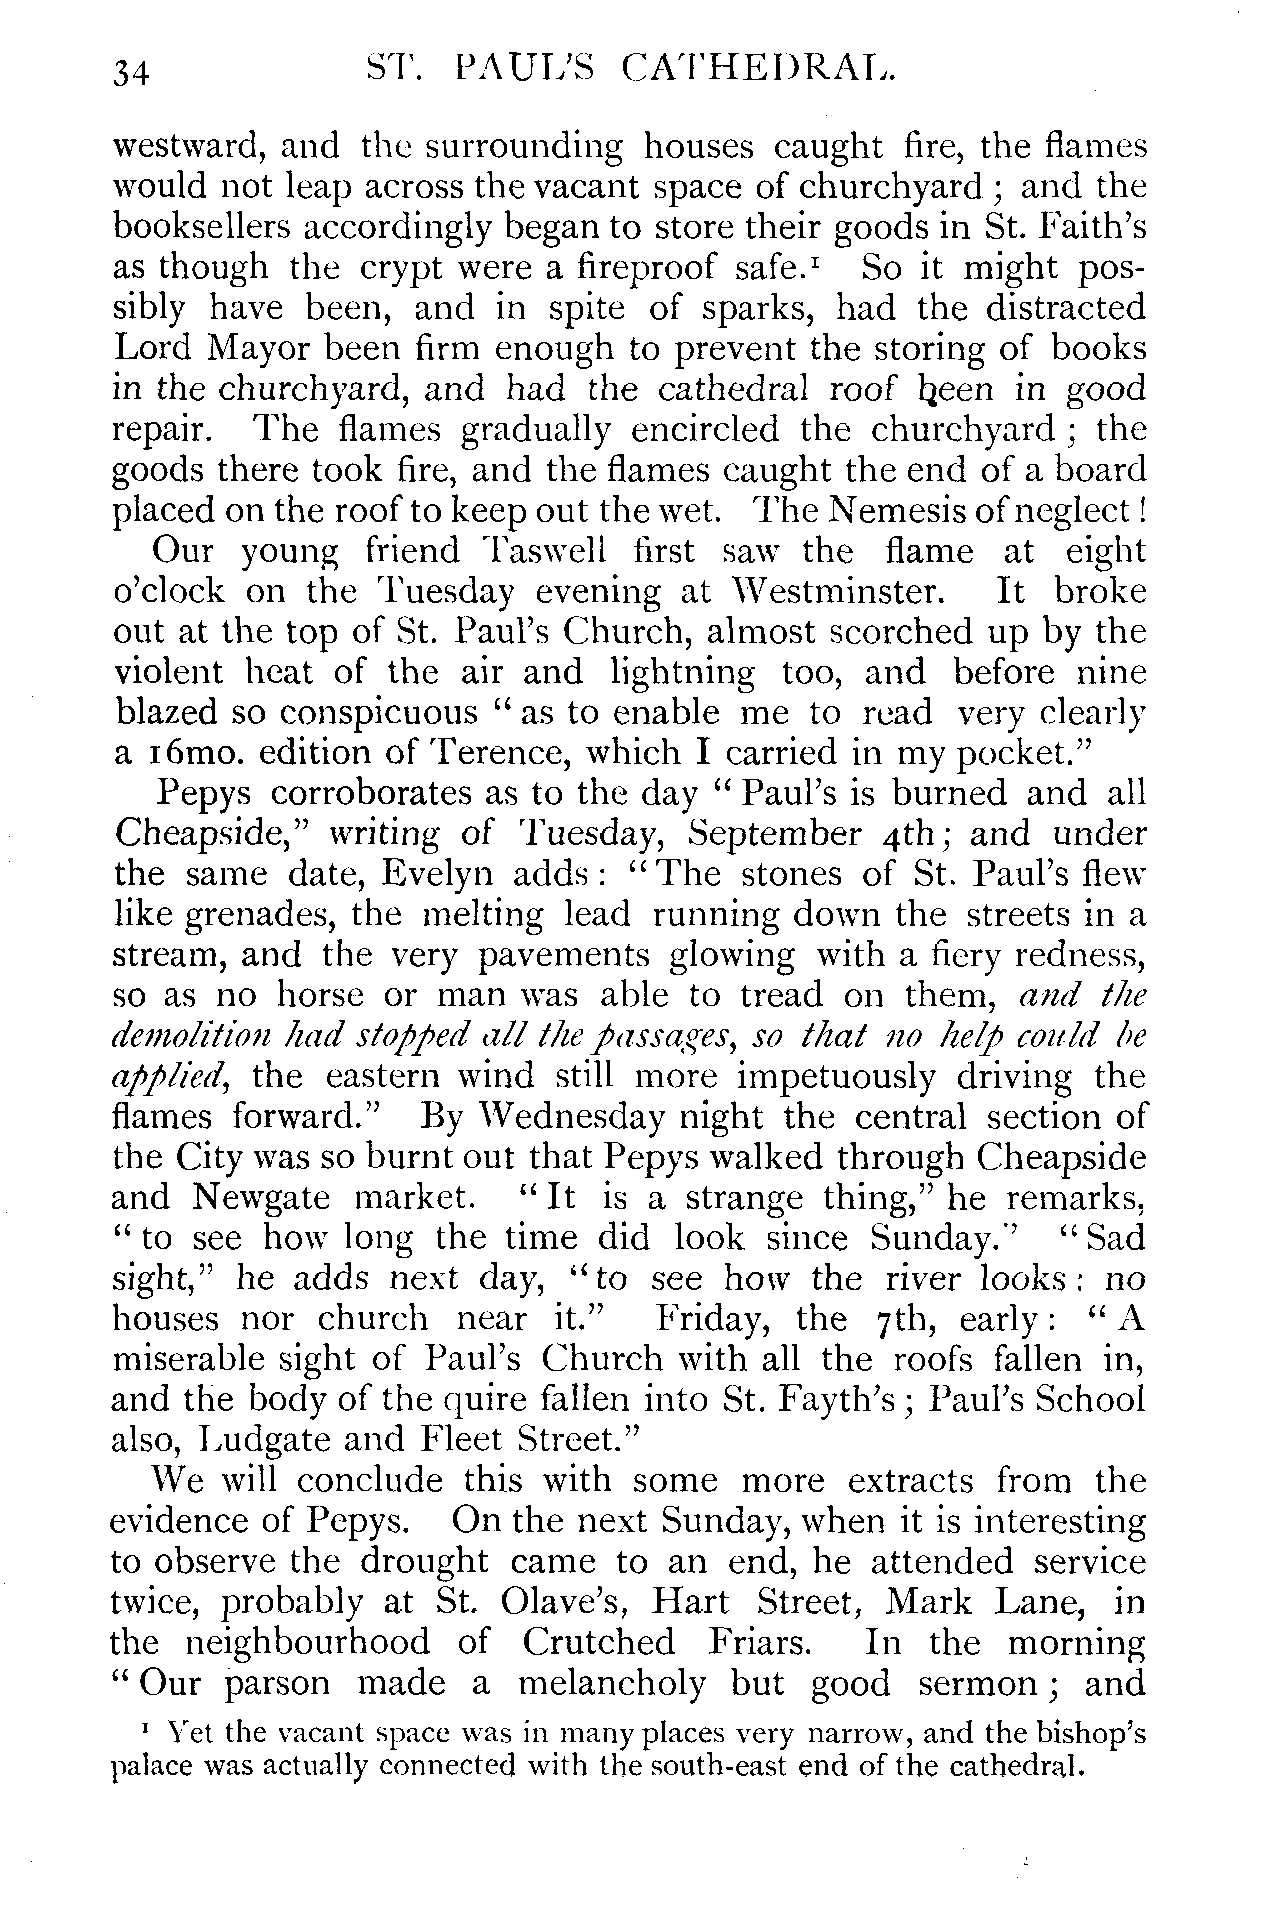 34 ST. PAUL'S CATHEDRAL.
westward, and the surrounding houses caught fire, the flames
would not leap across the vacant space of churchyard ; and the
booksellers accordingly began to store their goods in St. Faith's
as though the crypt were a fireproof safe.¹ So it might pos-
sibly have been, and in spite of sparks, had the distracted
Lord Mayor been firm enough to prevent the storing of books
in the churchyard, and had the cathedral roof been in good
repair. The flames gradually encircled the churchyard ; the
goods there took fire, and the flames caught the end of a board
placed on the roof to keep out the wet. The Nemesis of neglect !
Our young friend Taswell first saw the flame at eight
o'clock on the Tuesday evening at Westminster. It broke
out at the top of St. Paul's Church, almost scorched up by the
violent heat of the air and lightning too, and before nine
blazed so conspicuous " as to enable me to read very clearly
a 16mo. edition of Terence, which I carried in my pocket."
Pepys corroborates as to the day " Paul's is burned and all
Cheapside," writing of Tuesday, September 4th ; and under
the same date, Evelyn adds : " The stones of St. Paul's flew
like grenades, the melting lead running down the streets in a
stream, and the very pavements glowing with a fiery redness,
so as no horse or man was able to tread on them, and the
demolition had stopped all the passages, so that no help could be
applied, the eastern wind still more impetuously driving the
flames forward." By Wednesday night the central section of
the City was so burnt out that Pepys walked through Cheapside
and Newgate market. " It is a strange thing," he remarks,
" to see how long the time did look since Sunday." " Sad
sight," he adds next day, " to see how the river looks : no
houses nor church near it." Friday, the 7th, early : " A
miserable sight of Paul's Church with all the roofs fallen in,
and the body of the quire fallen into St. Fayth's ; Paul's School
also, Ludgate and Fleet Street."
We will conclude this with some more extracts from the
evidence of Pepys. On the next Sunday, when it is interesting
to observe the drought came to an end, he attended service
twice, probably at St. Olave's, Hart Street, Mark Lane, in
the neighbourhood of Crutched Friars. In the morning
" Our parson made a melancholy but good sermon ; and
¹ Yet the vacant space was in many places very narrow, and the bishop's
palace was actually connected with the south-east end of the cathedral.